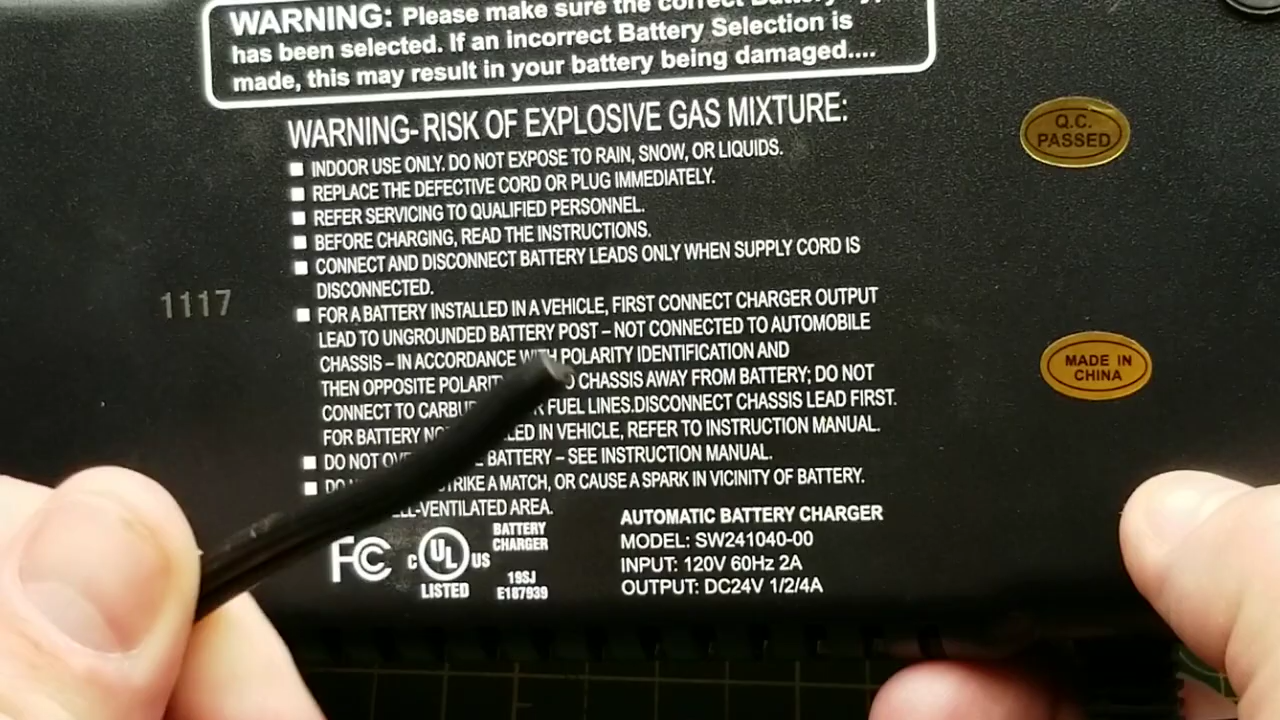 WARNING: Please make sure the correct Battery
has been selected. If an incorrect Battery Selection is
made, this may result in your battery being damaged....
WARNING-RISK OF EXPLOSIVE GAS MIXTURE:
INDOOR USE ONLY. DO NOT EXPOSE TO RAIN, SNOW, OR LIQUIDS.
REPLACE THE DEFECTIVE CORD OR PLUG IMMEDIATELY.
REFER SERVICING TO QUALIFIED PERSONNEL.
BEFORE CHARGING, READ THE INSTRUCTIONS.
CONNECT AND DISCONNECT BATTERY LEADS ONLY WHEN SUPPLY CORD IS
DISCONNECTED.
FOR A BATTERY INSTALLED IN A VEHICLE, FIRST CONNECT CHARGER OUTPUT
LEAD TO UNGROUNDED BATTERY POST – NOT CONNECTED TO AUTOMOBILE
CHASSIS – IN ACCORDANCE WITH POLARITY IDENTIFICATION AND
THEN OPPOSITE CHASSIS AWAY FROM BATTERY; DO NOT
CONNECT TO FUEL LINES.DISCONNECT CHASSIS LEAD FIRST.
FOR BATTERY IN VEHICLE, REFER TO INSTRUCTION MANUAL.
DO NOT BATTERY – SEE INSTRUCTION MANUAL.
A MATCH, OR CAUSE A SPARK IN VICINITY OF BATTERY.
AREA.
FC
C UL US
LISTED
BATTERY
CHARGER
19SJ
E187939
AUTOMATIC BATTERY CHARGER
MODEL: SW241040-00
INPUT: 120V 60Hz 2A
OUTPUT: DC24V 1/2/4A
1117
Q.C.
PASSED
MADE IN
CHINA